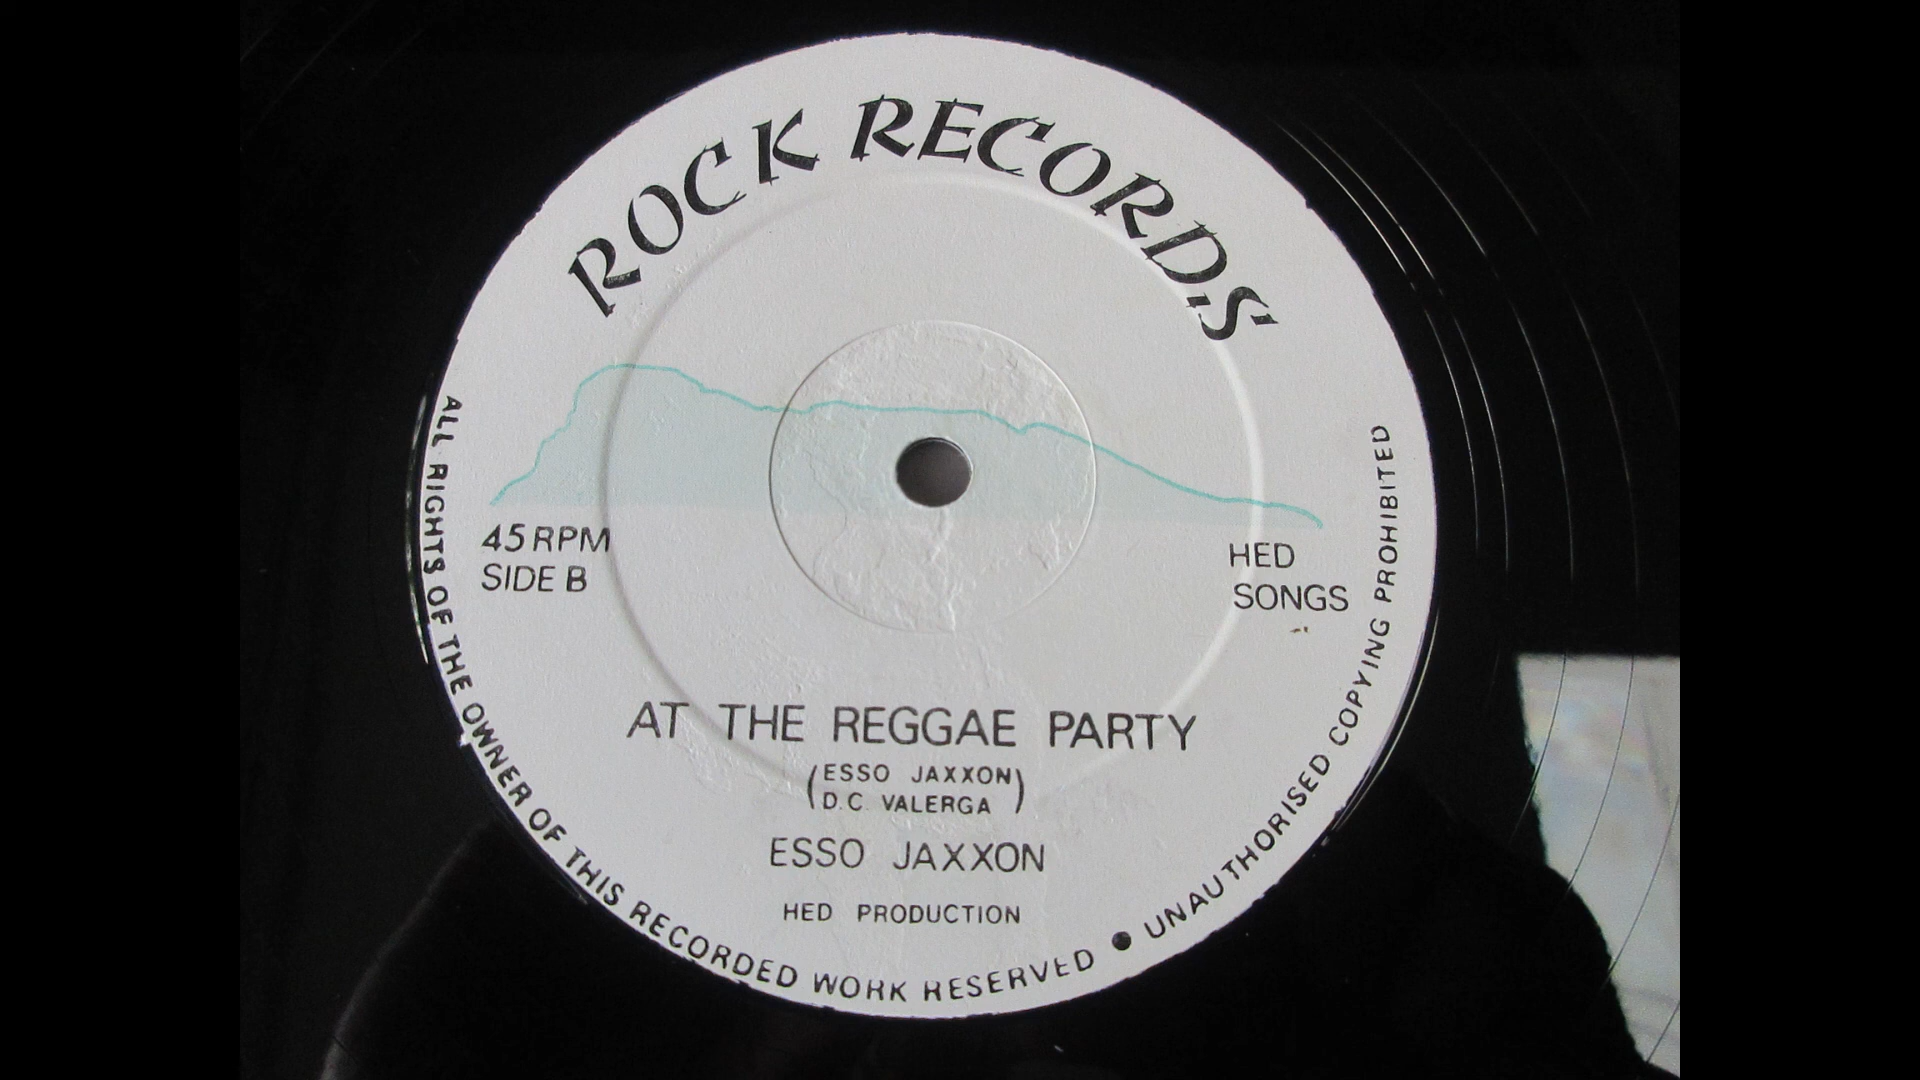 ROCK RECORDS
45 RPM
SIDE B
HED
SONGS
AT THE REGGAE PARTY
(ESSO JAXXON)
(D.C. VALERGA)
ESSO JAXXON
HED PRODUCTION
ALL RIGHTS OF THE OWNER OF THIS RECORDED WORK RESERVED ● UNAUTHORISED COPYING PROHIBITED